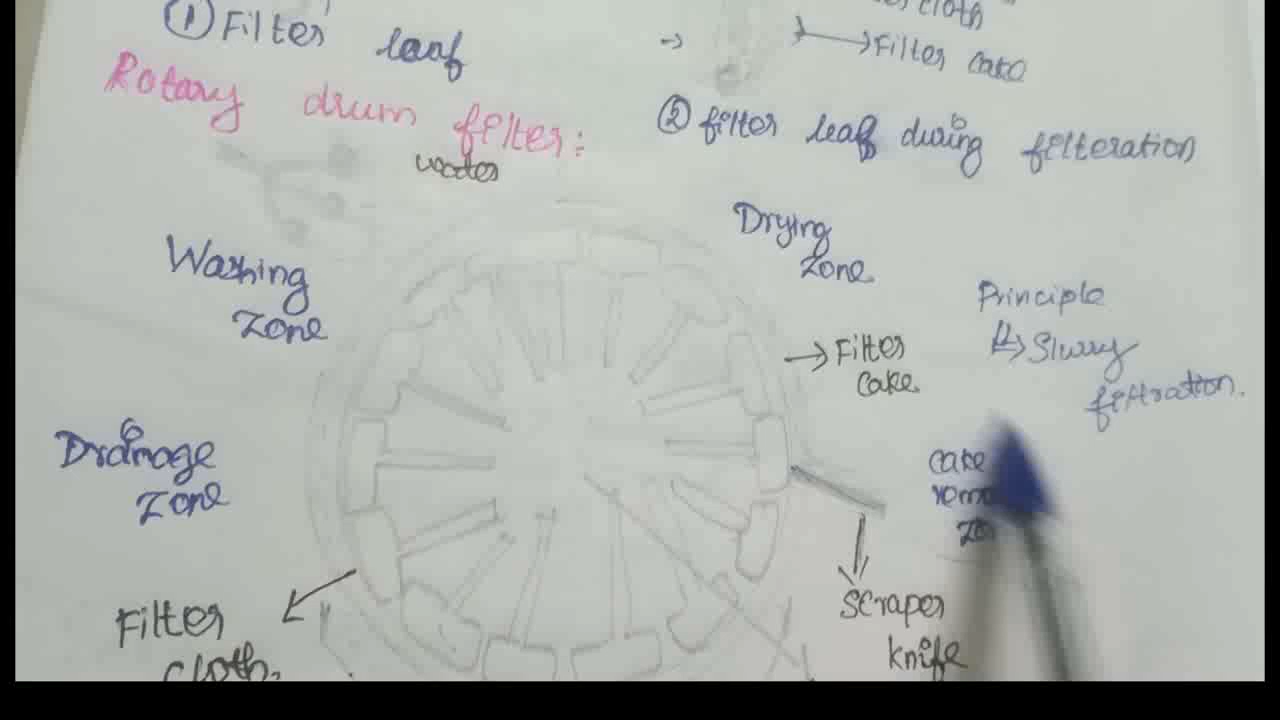 ① Filter leaf
cloth
→ Filter cake
Rotary drum filter:
② filter leaf during filteration
water
Washing
Zone
Drying
Zone
Principle
↳ Slurry
filtration.
→ Filter
cake
Drainage
Zone
cake
Filter
cloth.
Scraper
knife